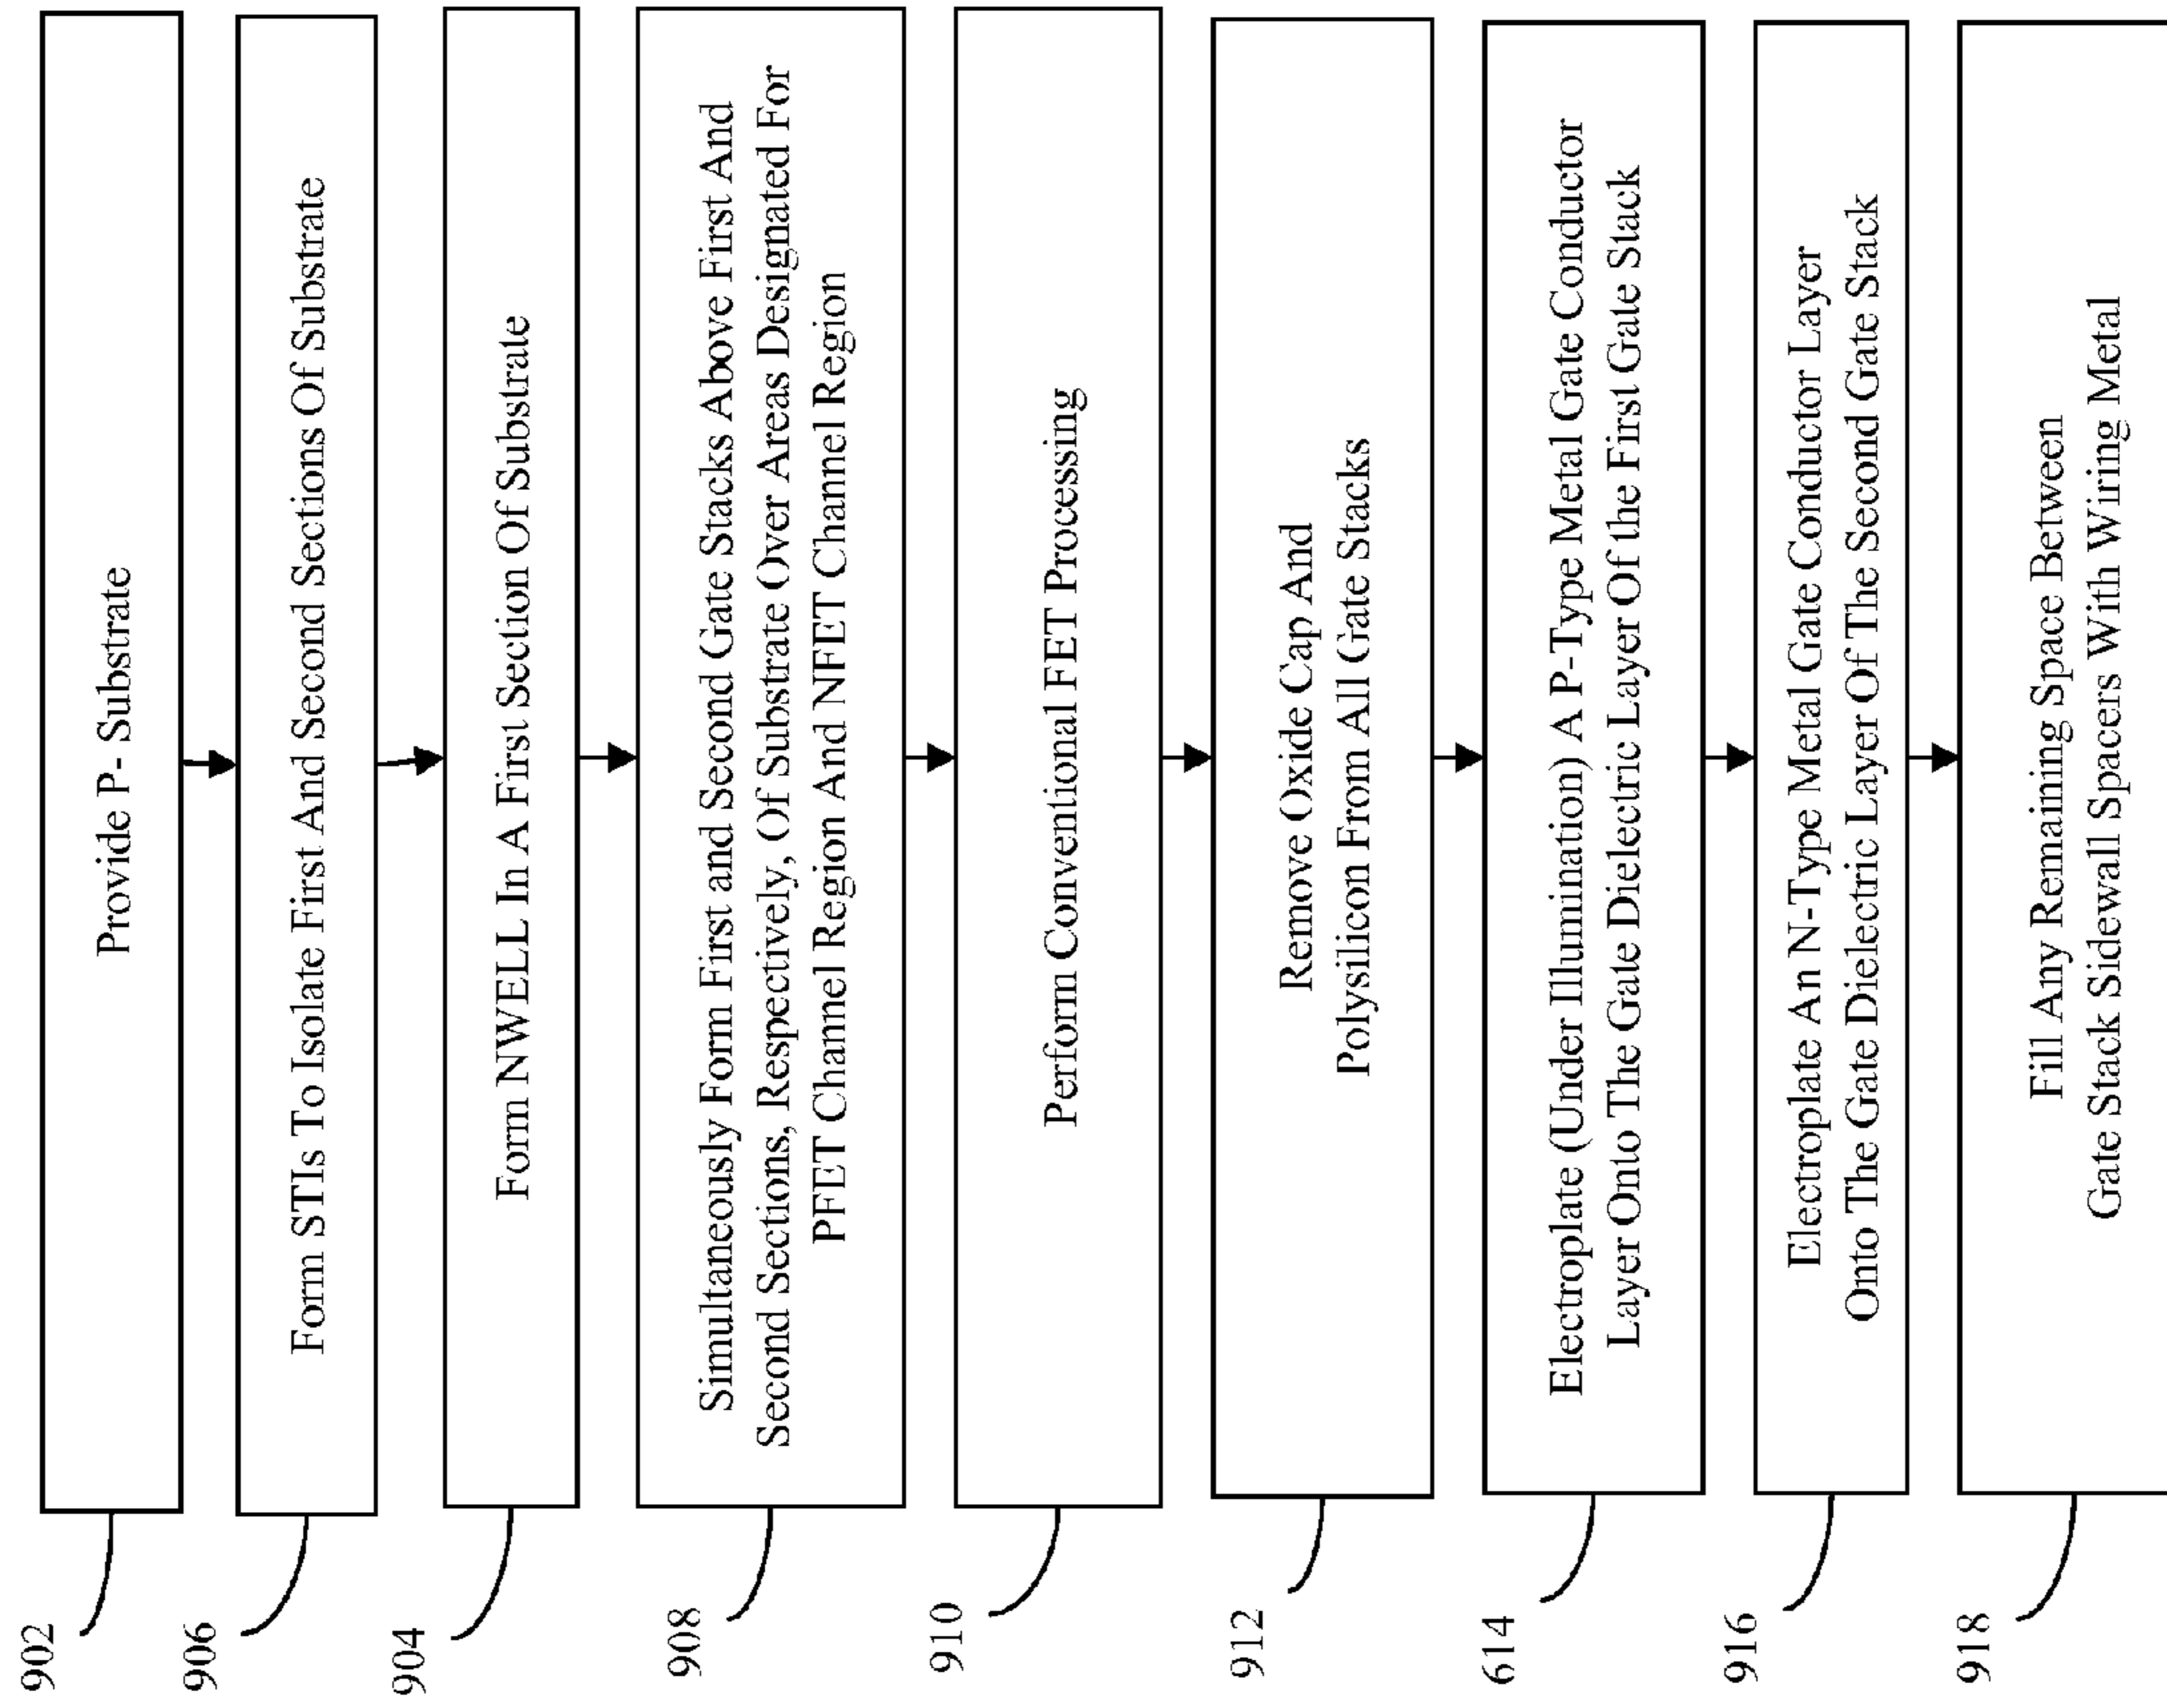 902
Provide P- Substrate
906
Form STIs To Isolate First And Second Sections Of Substrate
904
Form NWELL In A First Section Of Substrate
908
Simultaneously Form First and Second Gate Stacks Above First And
Second Sections, Respectively, Of Substrate Over Areas Designated For
PFET Channel Region And NFET Channel Region
910
Perform Conventional FET Processing
912
Remove Oxide Cap And
Polysilicon From All Gate Stacks
614
Electroplate (Under Illumination) A P-Type Metal Gate Conductor
Layer Onto The Gate Dielectric Layer Of the First Gate Stack
916
Electroplate An N-Type Metal Gate Conductor Layer
Onto The Gate Dielectric Layer Of The Second Gate Stack
918
Fill Any Remaining Space Between
Gate Stack Sidewall Spacers With Wiring Metal